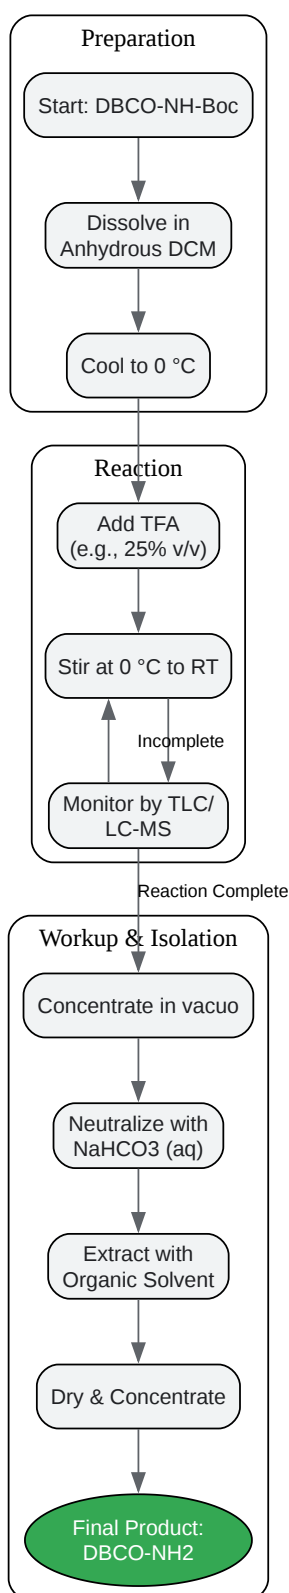 Preparation
Start: DBCO-NH-Boc
Dissolve in
Anhydrous DCM
Cool to 0 °C
Reaction
Add TFA
(e.g., 25% v/v)
Stir at 0 °C to RT
Incomplete
Monitor by TLC/
LC-MS
Reaction Complete
Workup & Isolation
Concentrate in vacuo
Neutralize with
NaHCO3 (aq)
Extract with
Organic Solvent
Dry & Concentrate
Final Product:
DBCO-NH2